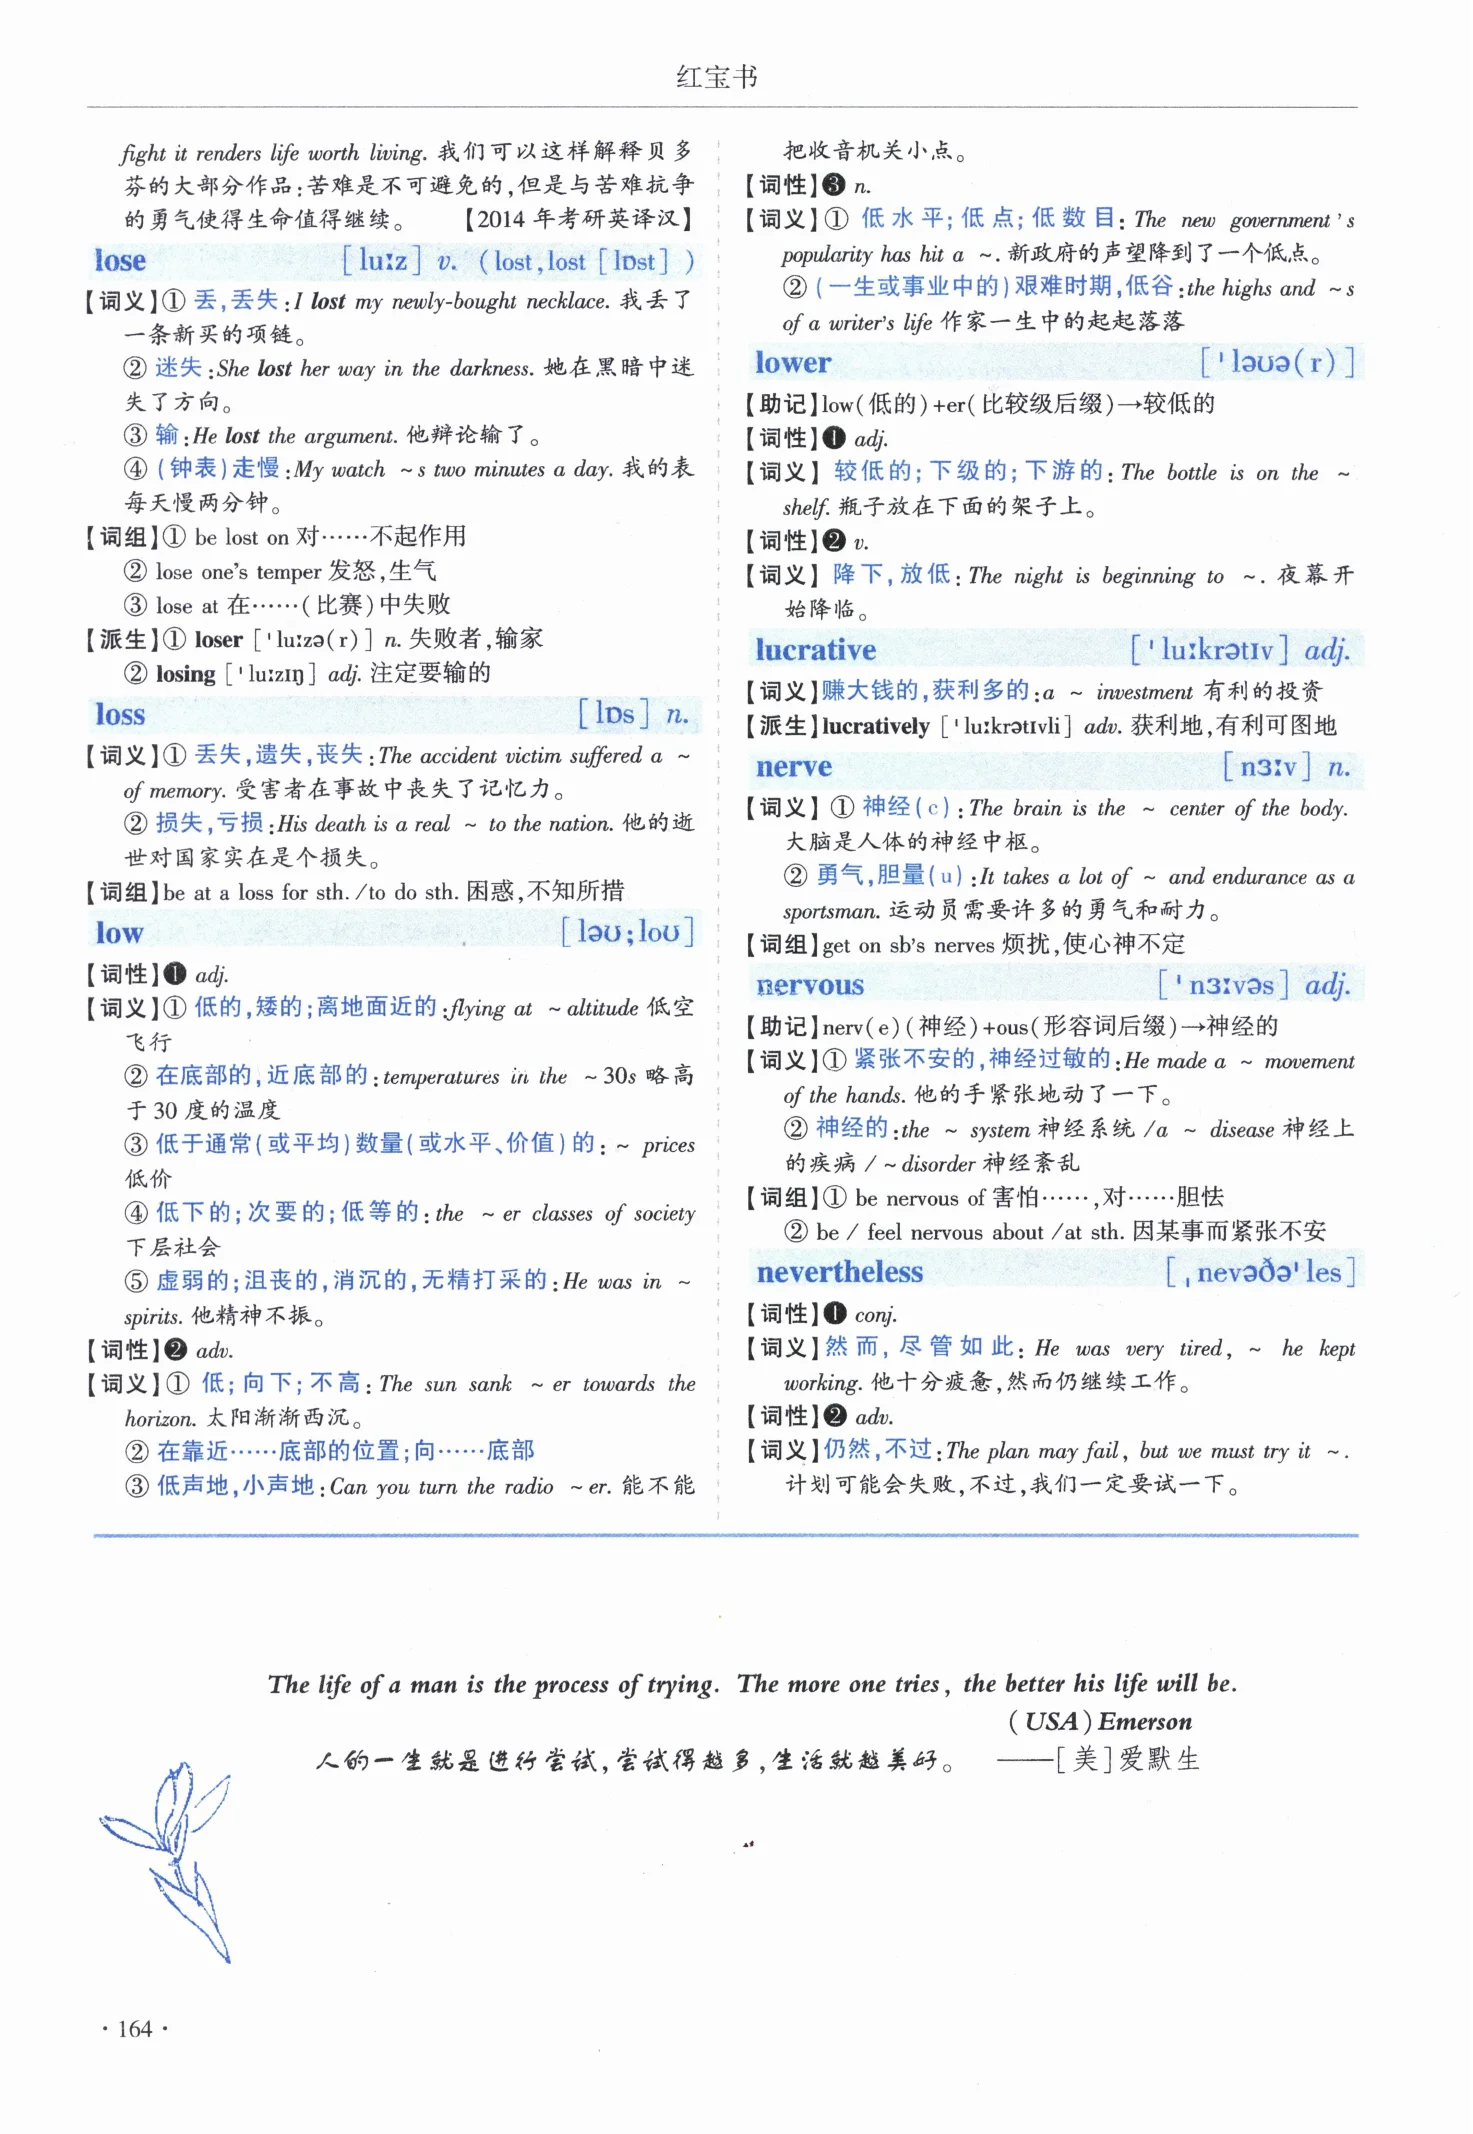 红宝书
fight it renders life worth living. 我们可以这样解释贝多
芬的大部分作品:苦难是不可避免的,但是与苦难抗争
的勇气使得生命值得继续。 【2014 年考研英译汉】
lose [luːz] v. (lost,lost [lɒst])
【词义】① 丢,丢失:I lost my newly-bought necklace. 我丢了
一条新买的项链。
② 迷失:She lost her way in the darkness. 她在黑暗中迷
失了方向。
③ 输:He lost the argument. 他辩论输了。
④ (钟表)走慢:My watch ~s two minutes a day. 我的表
每天慢两分钟。
【词组】① be lost on 对……不起作用
② lose one's temper 发怒,生气
③ lose at 在……(比赛)中失败
【派生】① loser [ˈluːzə(r)] n. 失败者,输家
② losing [ˈluːzɪŋ] adj. 注定要输的
loss [lɒs] n.
【词义】① 丢失,遗失,丧失:The accident victim suffered a ~
of memory. 受害者在事故中丧失了记忆力。
② 损失,亏损:His death is a real ~ to the nation. 他的逝
世对国家实在是个损失。
【词组】be at a loss for sth. /to do sth. 困惑,不知所措
low [ləʊ;loʊ]
【词性】❶ adj.
【词义】① 低的,矮的;离地面近的:flying at ~altitude 低空
飞行
② 在底部的,近底部的:temperatures in the ~30s 略高
于 30 度的温度
③ 低于通常(或平均)数量(或水平、价值)的:~ prices
低价
④ 低下的;次要的;低等的:the ~er classes of society
下层社会
⑤ 虚弱的;沮丧的,消沉的,无精打采的:He was in ~
spirits. 他精神不振。
【词性】❷ adv.
【词义】① 低;向下;不高:The sun sank ~er towards the
horizon. 太阳渐渐西沉。
② 在靠近……底部的位置;向……底部
③ 低声地,小声地:Can you turn the radio ~er. 能不能
把收音机关小点。
【词性】❸ n.
【词义】① 低水平;低点;低数目:The new government's
popularity has hit a ~. 新政府的声望降到了一个低点。
② (一生或事业中的)艰难时期,低谷:the highs and ~s
of a writer's life 作家一生中的起起落落
lower [ˈləʊə(r)]
【助记】low(低的)+er(比较级后缀)→较低的
【词性】❶ adj.
【词义】较低的;下级的;下游的:The bottle is on the ~
shelf. 瓶子放在下面的架子上。
【词性】❷ v.
【词义】降下,放低:The night is beginning to ~. 夜幕开
始降临。
lucrative [ˈluːkrətɪv] adj.
【词义】赚大钱的,获利多的:a ~ investment 有利的投资
【派生】lucratively [ˈluːkrətɪvli] adv. 获利地,有利可图地
nerve [nɜːv] n.
【词义】① 神经(c):The brain is the ~ center of the body.
大脑是人体的神经中枢。
② 勇气,胆量(u):It takes a lot of ~ and endurance as a
sportsman. 运动员需要许多的勇气和耐力。
【词组】get on sb's nerves 烦扰,使心神不定
nervous [ˈnɜːvəs] adj.
【助记】nerv(e)(神经)+ous(形容词后缀)→神经的
【词义】① 紧张不安的,神经过敏的:He made a ~ movement
of the hands. 他的手紧张地动了一下。
② 神经的:the ~ system 神经系统 /a ~ disease 神经上
的疾病 / ~disorder 神经紊乱
【词组】① be nervous of 害怕……,对……胆怯
② be / feel nervous about /at sth. 因某事而紧张不安
nevertheless [ˌnevəðəˈles]
【词性】❶ conj.
【词义】然而,尽管如此:He was very tired, ~ he kept
working. 他十分疲惫,然而仍继续工作。
【词性】❷ adv.
【词义】仍然,不过:The plan may fail, but we must try it ~.
计划可能会失败,不过,我们一定要试一下。
The life of a man is the process of trying. The more one tries, the better his life will be.
(USA)Emerson
人的一生就是进行尝试,尝试得越多,生活就越美好。 ——[美]爱默生
·164·